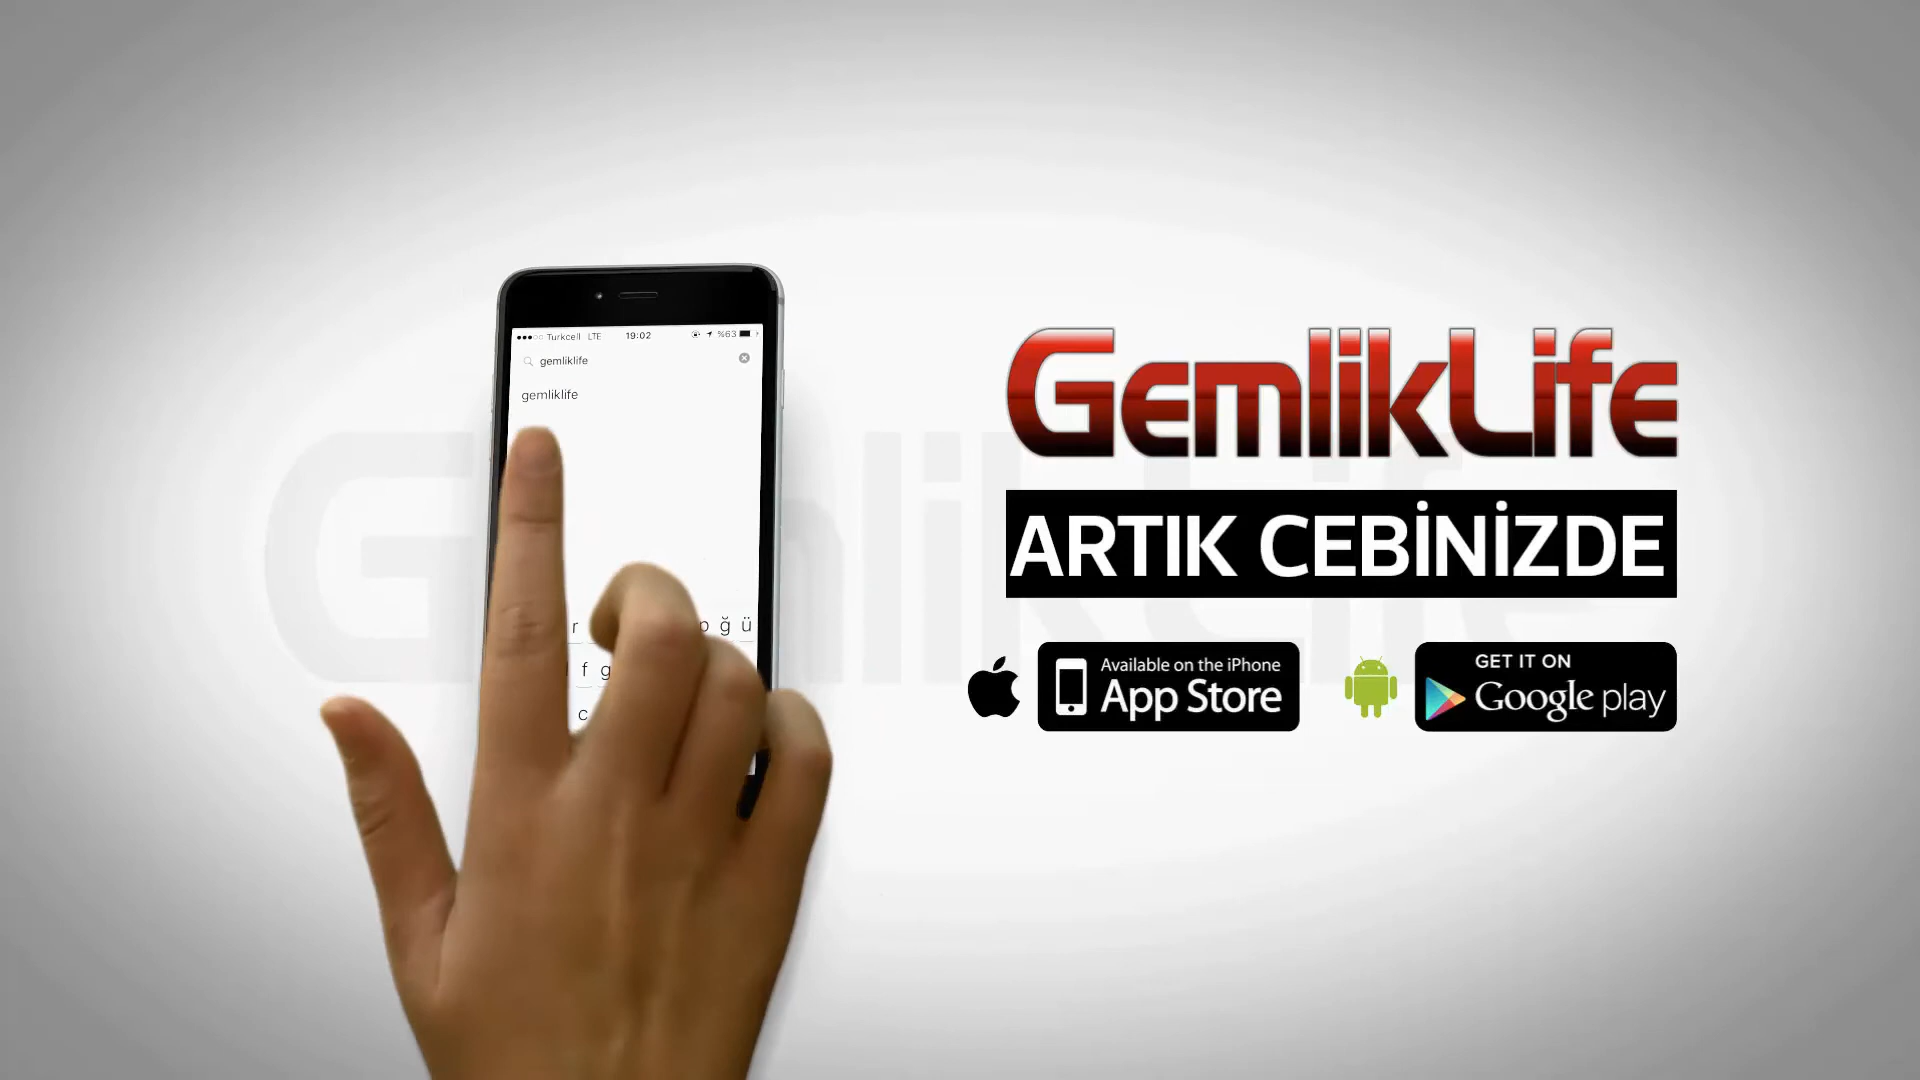 Turkcell LTE 19:02 %63
gemliklife
gemliklife
r p ğ ü
f g
c
GemlikLife
ARTIK CEBİNİZDE
Available on the iPhone
App Store
GET IT ON
Google play
GemlikLife